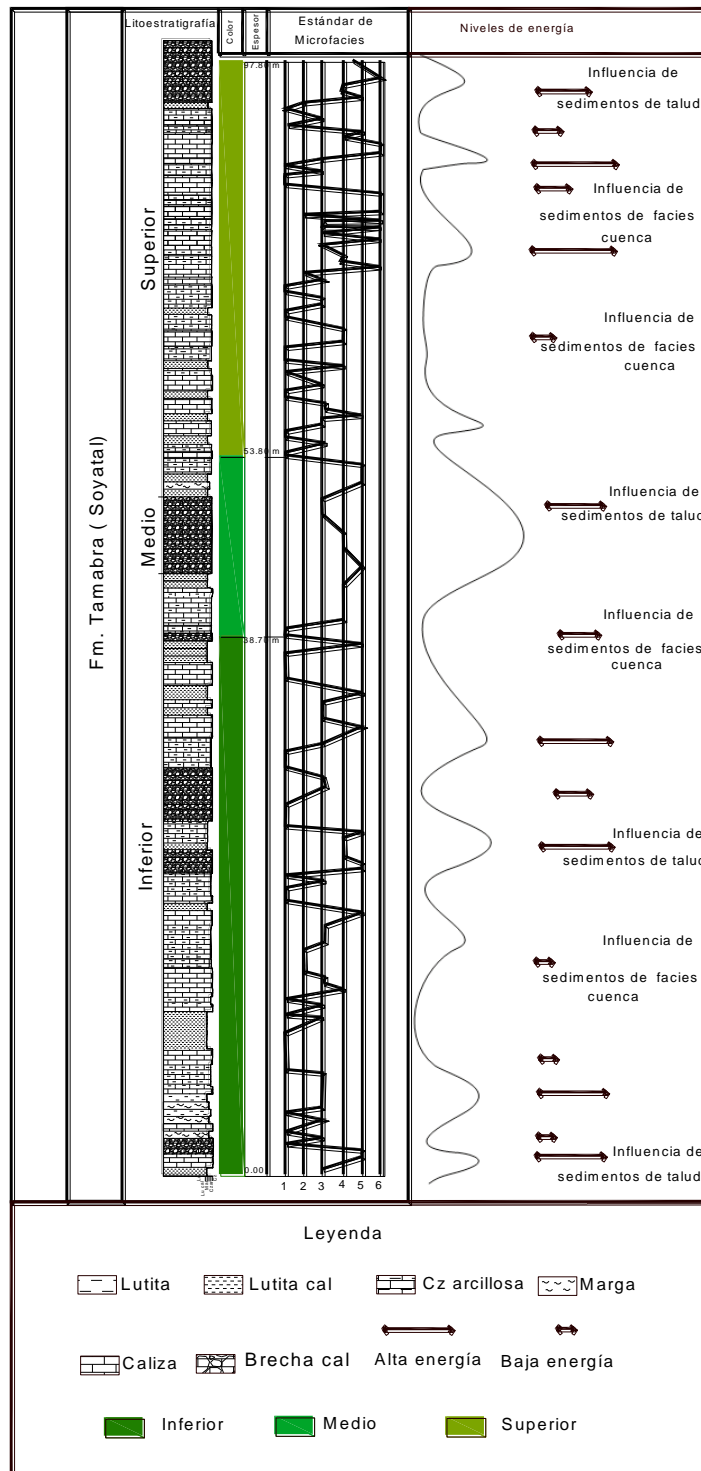 Litoestratigrafía
Color
Espesor
Estándar de
Microfacies
Niveles de energía
97.80 m
Influencia de
sedimentos de talud
Influencia de
sedimentos de facies
cuenca
Superior
Influencia de
sedimentos de facies
cuenca
53.80 m
Influencia de
sedimentos de talud
Medio
Fm. Tamabra ( Soyatal)
Influencia de
sedimentos de facies
cuenca
38.70 m
Inferior
Influencia de
sedimentos de talud
Influencia de
sedimentos de facies
cuenca
Influencia de
sedimentos de talud
0.00
1 2 3 4 5 6
Leyenda
Lutita
Lutita cal
Cz arcillosa
Marga
Caliza
Brecha cal
Alta energía
Baja energía
Inferior
Medio
Superior